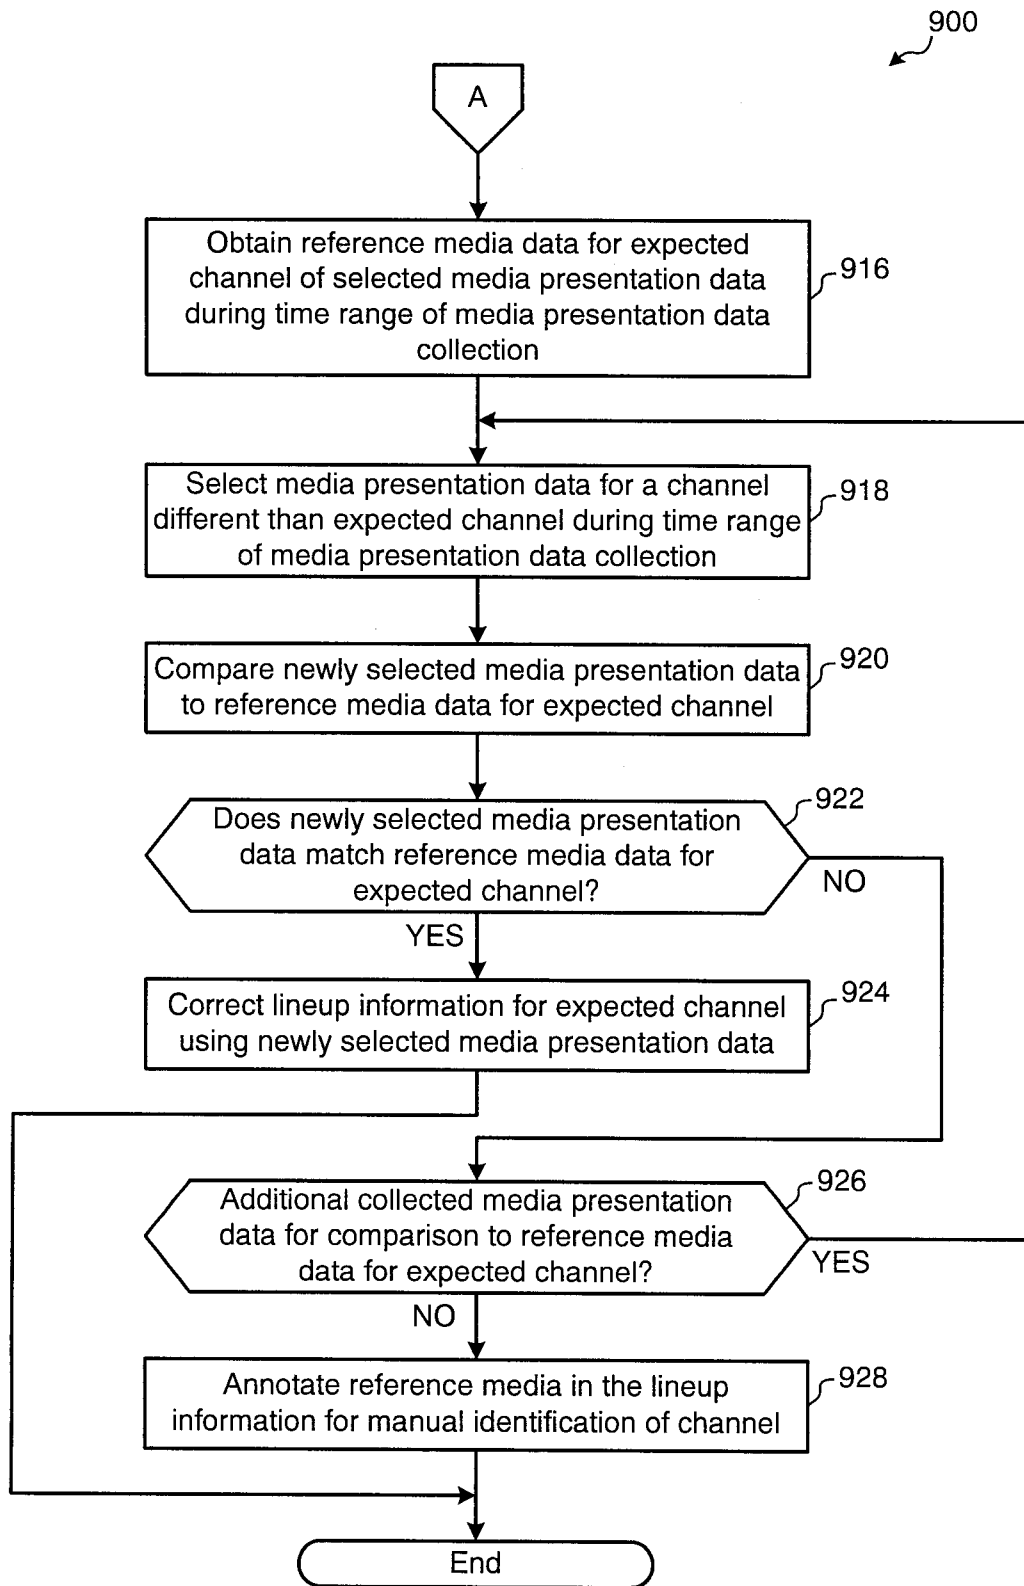 900
A
Obtain reference media data for expected
channel of selected media presentation data
during time range of media presentation data
collection
916
Select media presentation data for a channel
different than expected channel during time range
of media presentation data collection
918
Compare newly selected media presentation data
to reference media data for expected channel
920
Does newly selected media presentation
data match reference media data for
expected channel?
922
NO
YES
Correct lineup information for expected channel
using newly selected media presentation data
924
Additional collected media presentation
data for comparison to reference media
data for expected channel?
926
YES
NO
Annotate reference media in the lineup
information for manual identification of channel
928
End